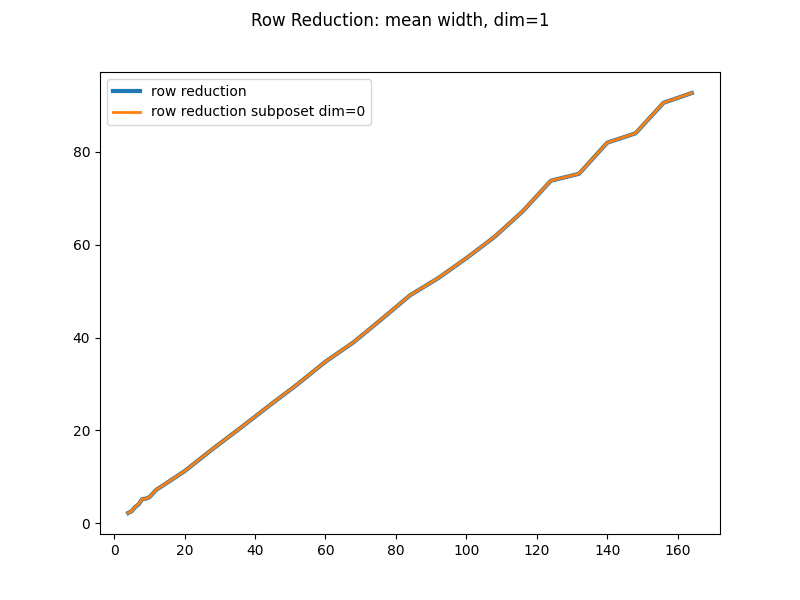 Row Reduction: mean width, dim=1
row reduction
row reduction subposet dim=0
80
60
40
20
0
0 20 40 60 80 100 120 140 160